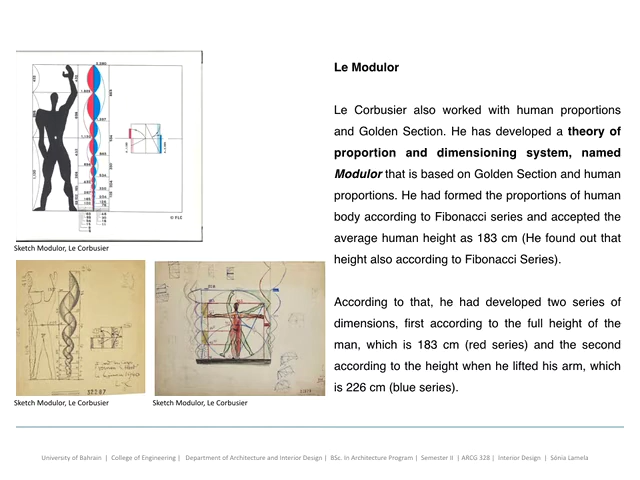 Le Modulor
Le Corbusier also worked with human proportions
and Golden Section. He has developed a theory of
proportion and dimensioning system, named
Modulor that is based on Golden Section and human
proportions. He had formed the proportions of human
body according to Fibonacci series and accepted the
average human height as 183 cm (He found out that
height also according to Fibonacci Series).
According to that, he had developed two series of
dimensions, first according to the full height of the
man, which is 183 cm (red series) and the second
according to the height when he lifted his arm, which
is 226 cm (blue series).
© FLC
Sketch Modulor, Le Corbusier
Sketch Modulor, Le Corbusier
Sketch Modulor, Le Corbusier
University of Bahrain | College of Engineering | Department of Architecture and Interior Design | BSc. In Architecture Program | Semester II | ARCG 328 | Interior Design | Sónia Lamela